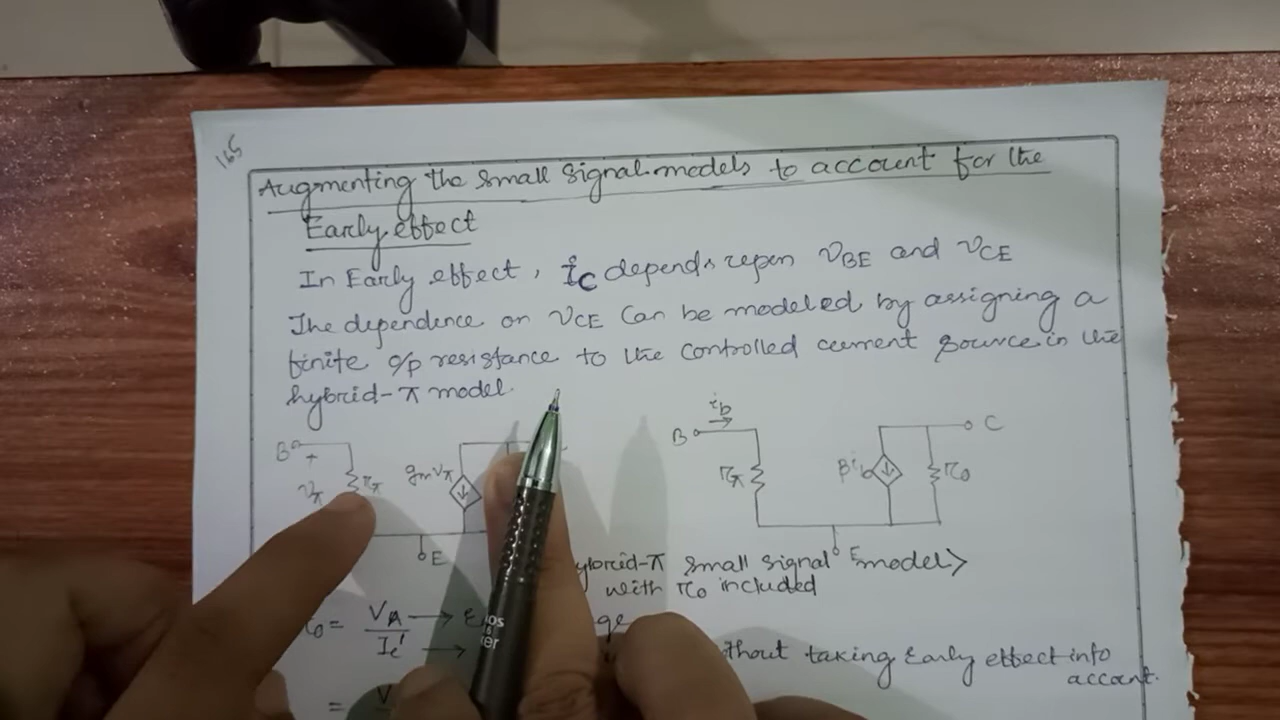 165
Augmenting the small signal models to account for the
Early effect
In Early effect, ic depends upon VBE and VCE
The dependence on VCE can be modeled by assigning a
finite o/p resistance to the controlled current source in the
hybrid-π model.
B + Vπ rπ gmVπ E
B ib rπ βib ro C E
ybrid-π small signal model>
with ro included
ro = VA →
IC' →
thout taking Early effect into
account.
= V